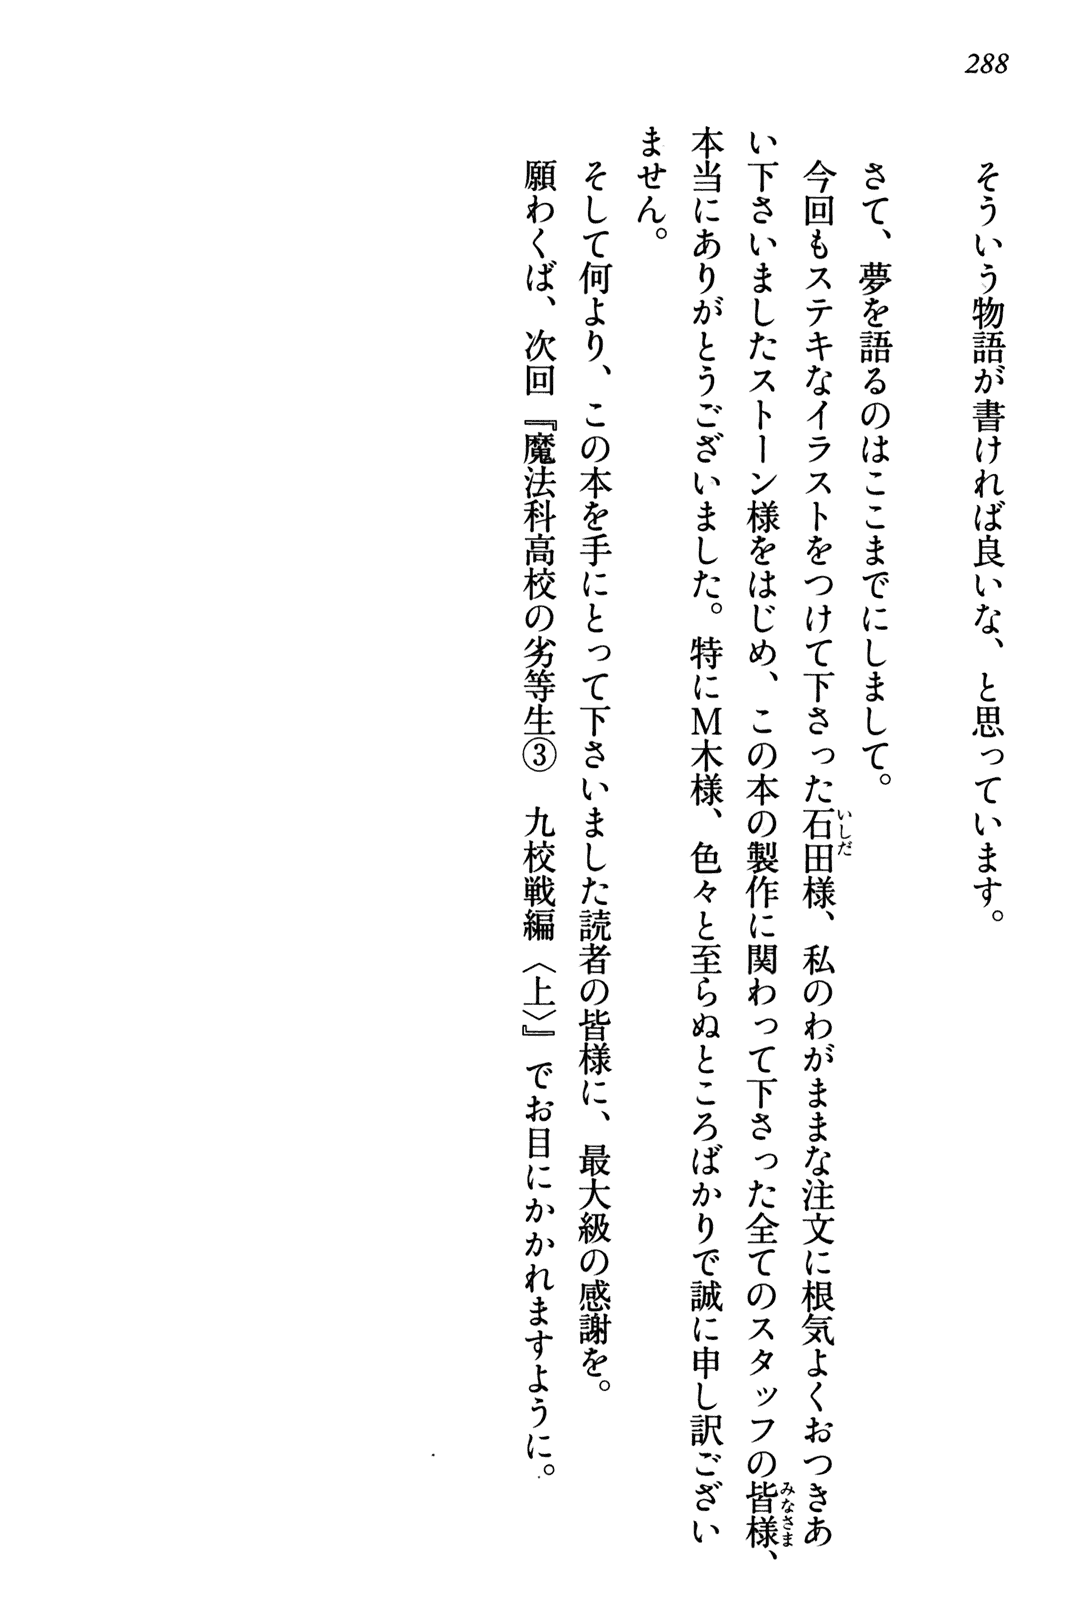 288
そういう物語が書ければ良いな、と思っています。
さて、夢を語るのはここまでにしまして。
今回もステキなイラストをつけて下さった石田様、私のわがままな注文に根気よくおつきあ
いしだ
い下さいましたストーン様をはじめ、この本の製作に関わって下さった全てのスタッフの皆様、
みなさま
本当にありがとうございました。特にM木様、色々と至らぬところばかりで誠に申し訳ござい
ません。
そして何より、この本を手にとって下さいました読者の皆様に、最大級の感謝を。
願わくば、次回『魔法科高校の劣等生③　九校戦編〈上〉』でお目にかかれますように。